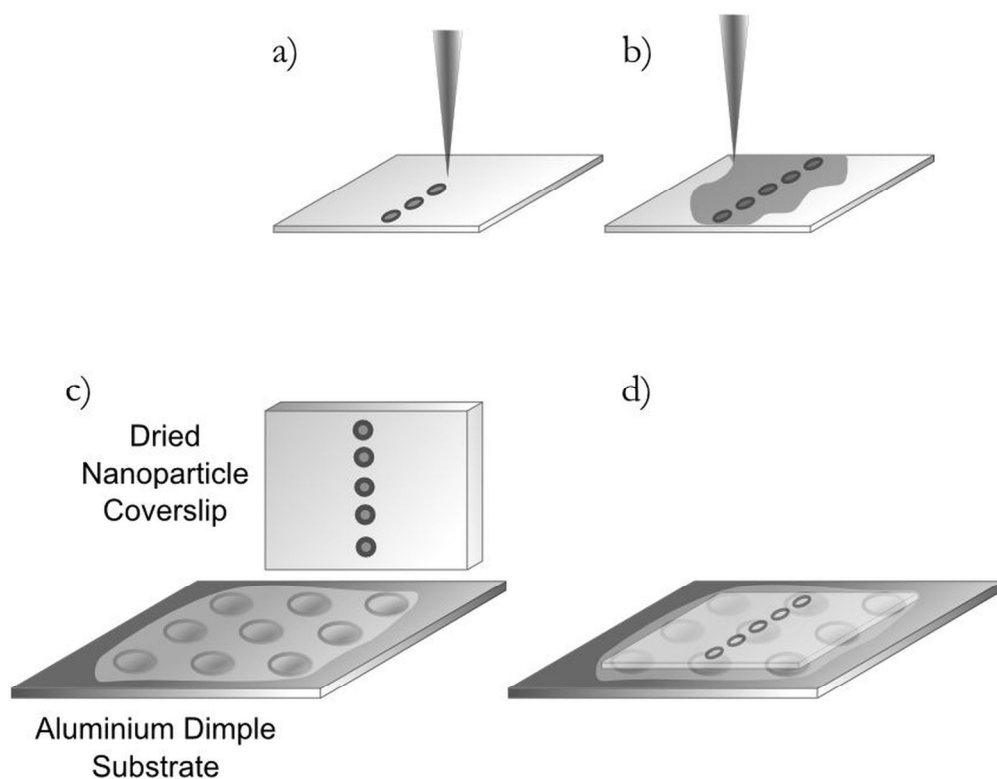 a)
b)
c)
Dried
Nanoparticle
Coverslip
d)
Aluminium Dimple
Substrate